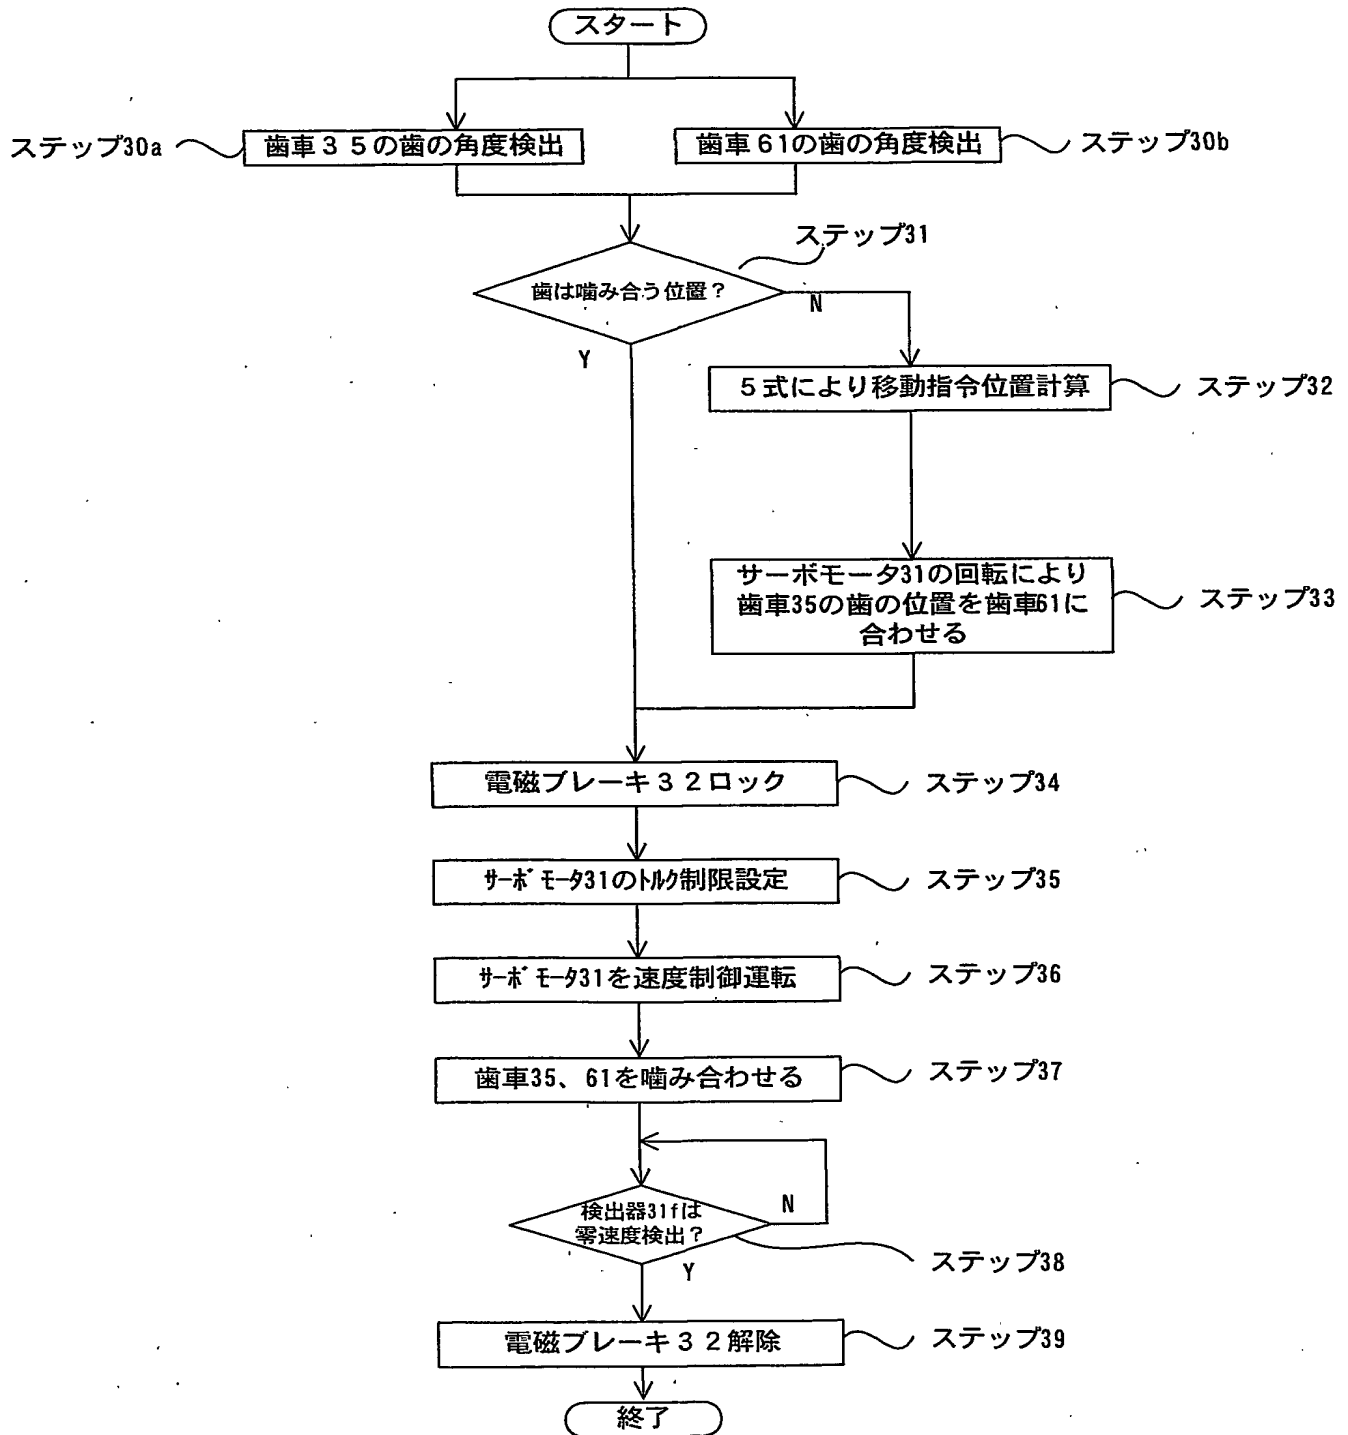 スタート
ステップ30a
歯車３５の歯の角度検出
歯車61の歯の角度検出
ステップ30b
ステップ31
歯は噛み合う位置？
N
Y
５式により移動指令位置計算
ステップ32
サーボモータ31の回転により
歯車35の歯の位置を歯車61に
合わせる
ステップ33
電磁ブレーキ３２ロック
ステップ34
ｻｰﾎﾞﾓｰﾀ31のﾄﾙｸ制限設定
ステップ35
ｻｰﾎﾞﾓｰﾀ31を速度制御運転
ステップ36
歯車35、61を噛み合わせる
ステップ37
検出器31fは
零速度検出？
N
ステップ38
Y
電磁ブレーキ３２解除
ステップ39
終了